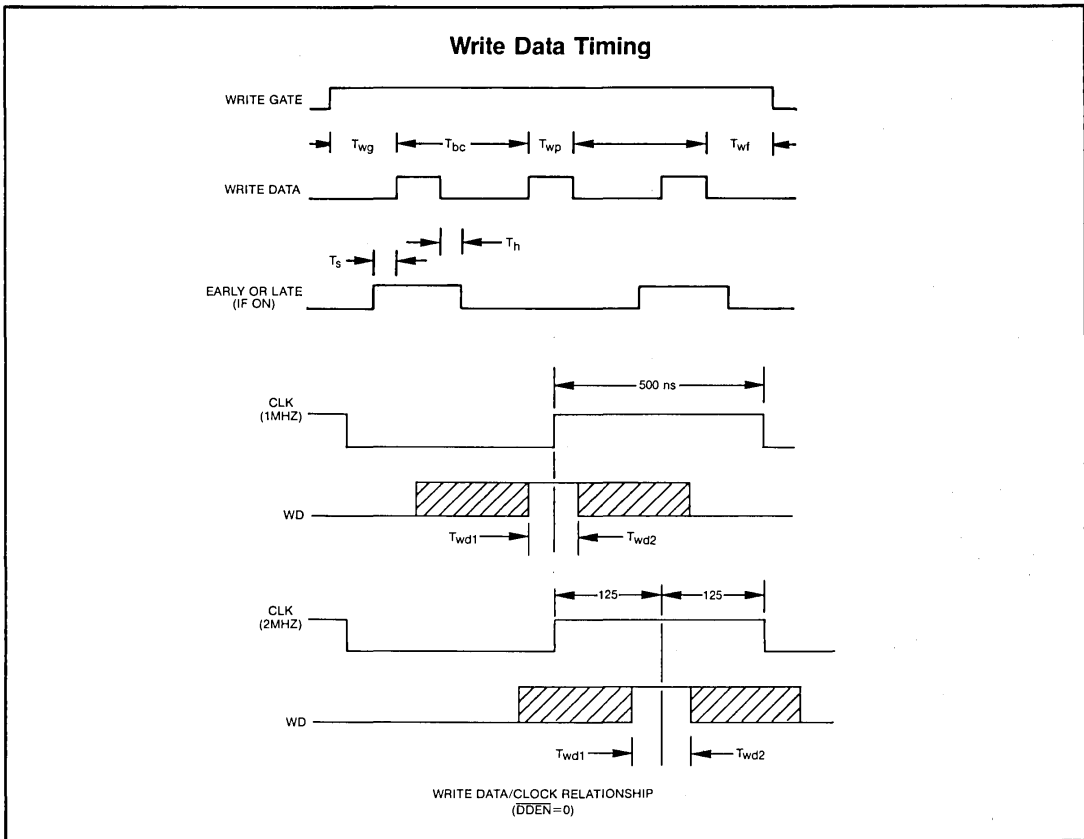 Write Data Timing
WRITE GATE
Twg Tbc Twp Twf
WRITE DATA
Th
Ts
EARLY OR LATE
(IF ON)
500 ns
CLK
(1MHZ)
WD
Twd1 Twd2
125 125
CLK
(2MHZ)
WD
Twd1 Twd2
WRITE DATA/CLOCK RELATIONSHIP
(D̅D̅E̅N̅=0)